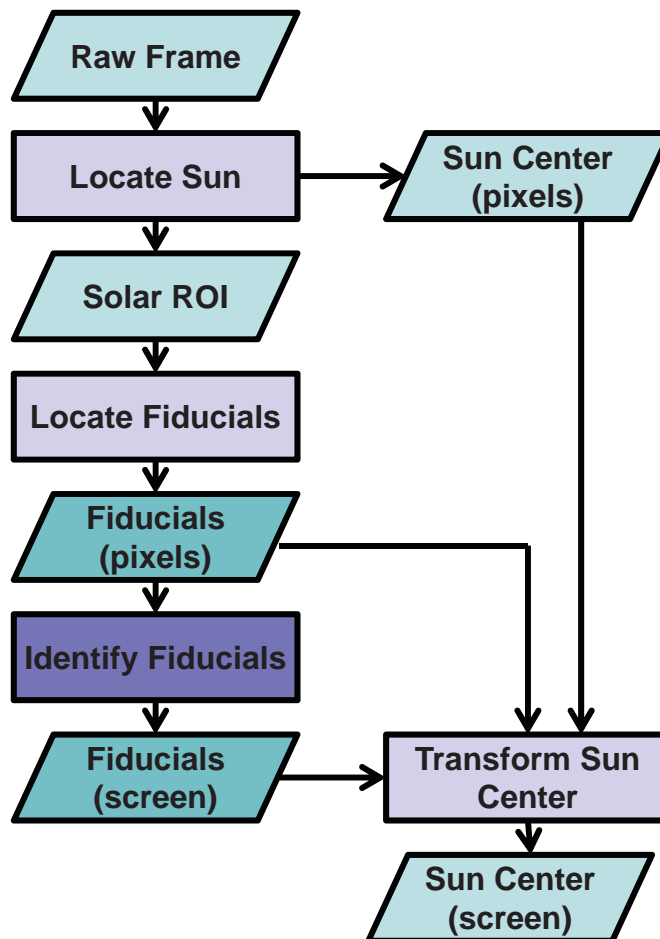 Raw Frame
Locate Sun
Sun Center
(pixels)
Solar ROI
Locate Fiducials
Fiducials
(pixels)
Identify Fiducials
Fiducials
(screen)
Transform Sun
Center
Sun Center
(screen)